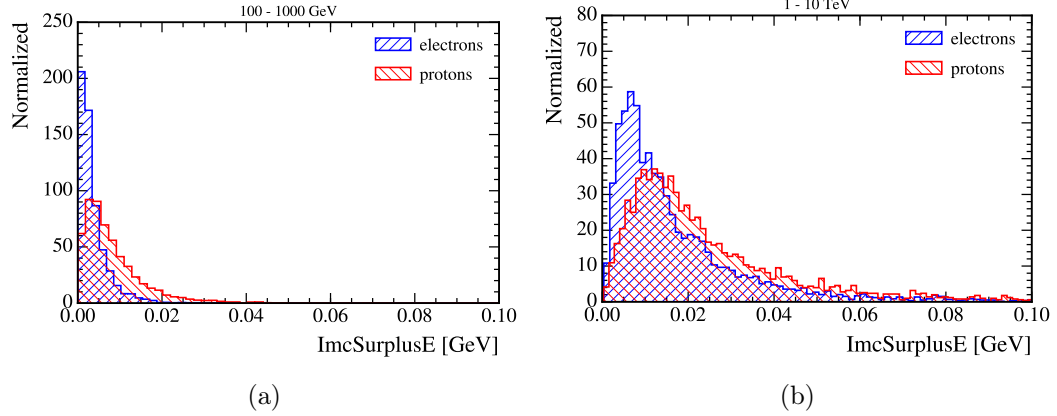 100 - 1000 GeV
250
200
150
100
50
0
Normalized
electrons
protons
0.00 0.02 0.04 0.06 0.08 0.10
ImcSurplusE [GeV]
(a)
1 - 10 TeV
80
70
60
50
40
30
20
10
0
Normalized
electrons
protons
0.00 0.02 0.04 0.06 0.08 0.10
ImcSurplusE [GeV]
(b)